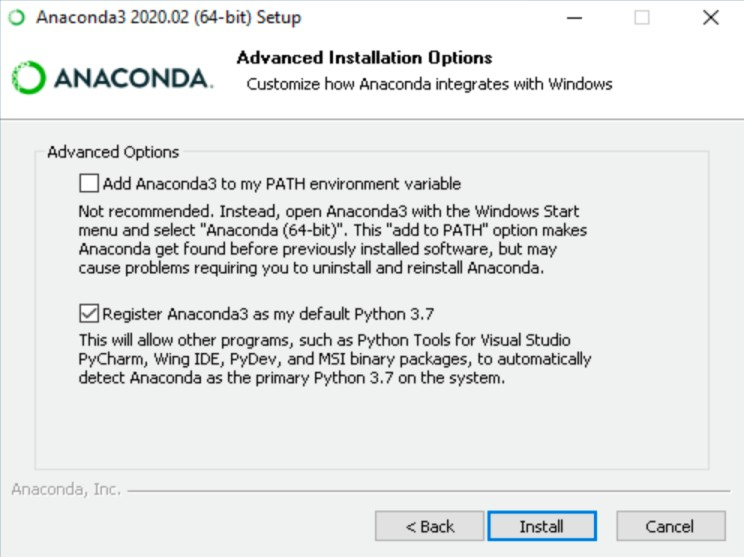 Anaconda3 2020.02 (64-bit) Setup
Advanced Installation Options
ANACONDA.
Customize how Anaconda integrates with Windows
Advanced Options
Add Anaconda3 to my PATH environment variable
Not recommended. Instead, open Anaconda3 with the Windows Start
menu and select "Anaconda (64-bit)". This "add to PATH" option makes
Anaconda get found before previously installed software, but may
cause problems requiring you to uninstall and reinstall Anaconda.
Register Anaconda3 as my default Python 3.7
This will allow other programs, such as Python Tools for Visual Studio
PyCharm, Wing IDE, PyDev, and MSI binary packages, to automatically
detect Anaconda as the primary Python 3.7 on the system.
Anaconda, Inc.
< Back Install Cancel